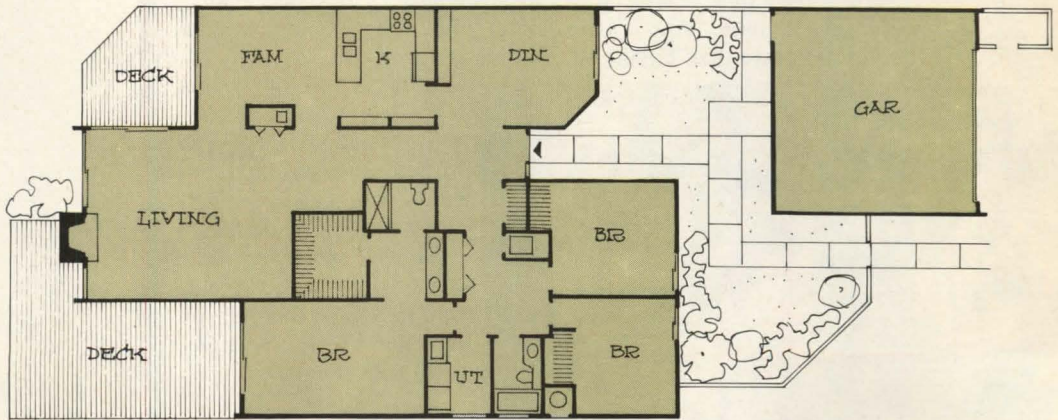 DECK
FAM
K
DIN
GAR
LIVING
BR
DECK
BR
UT
BR